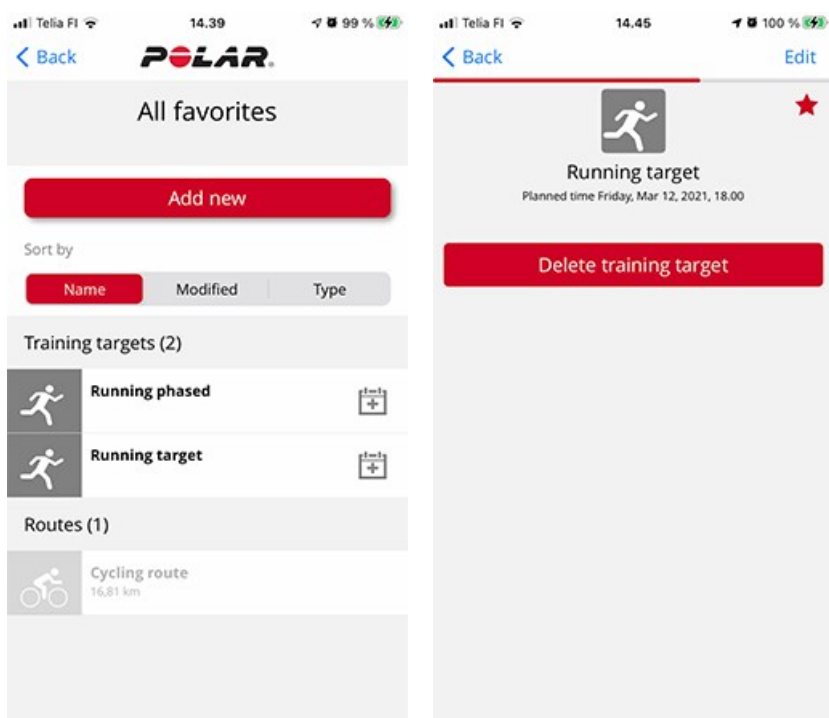 Telia FI 14.39 99 %
Back POLAR.
All favorites
Add new
Sort by
Name Modified Type
Training targets (2)
Running phased
Running target
Routes (1)
Cycling route
16,81 km
Telia FI 14.45 100 %
Back Edit
Running target
Planned time Friday, Mar 12, 2021, 18.00
Delete training target